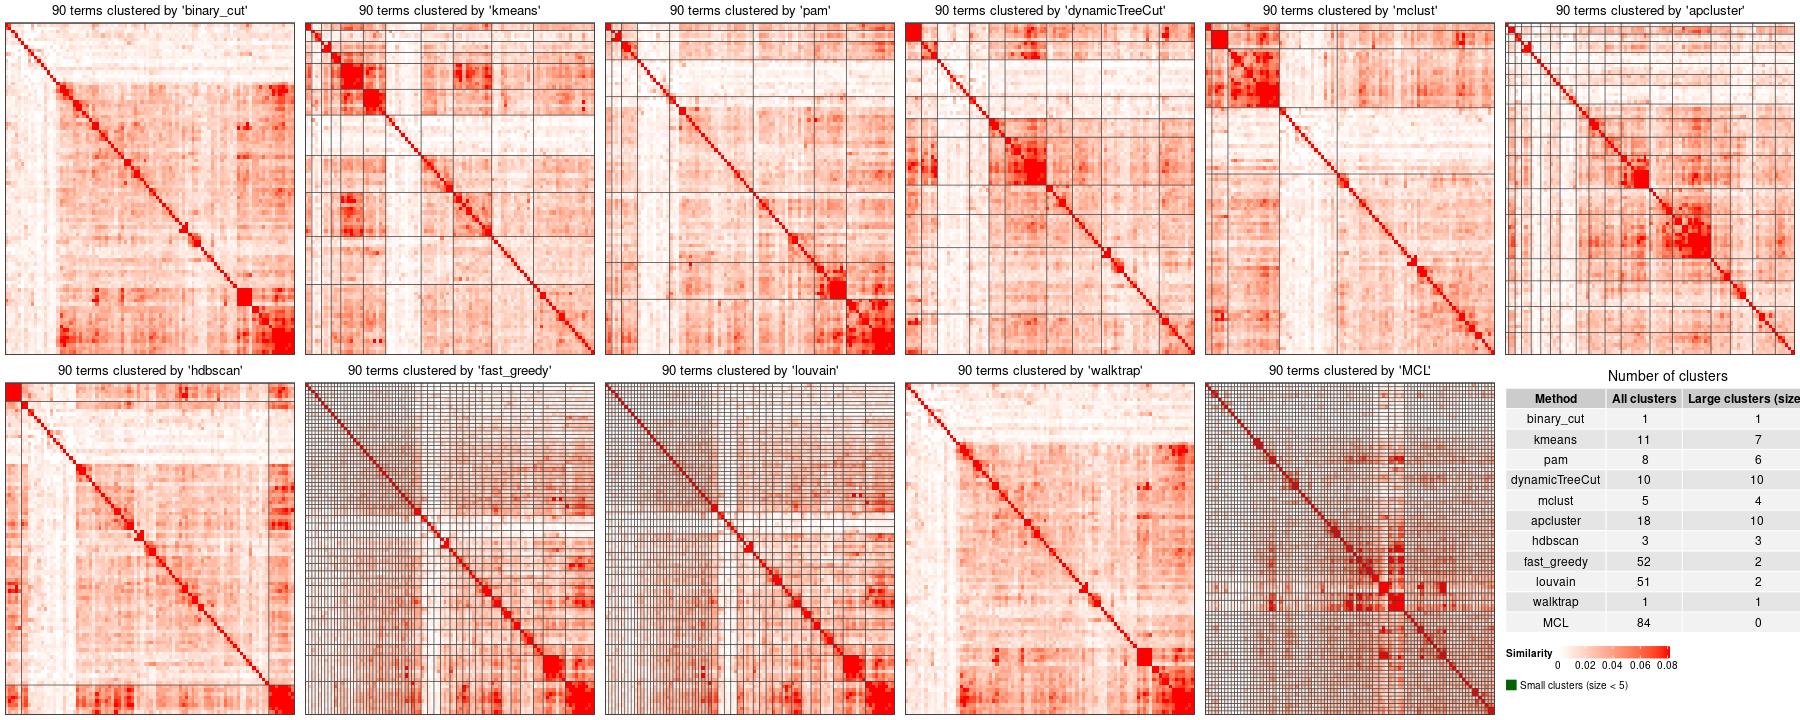 90 terms clustered by 'binary_cut'
90 terms clustered by 'kmeans'
90 terms clustered by 'pam'
90 terms clustered by 'dynamicTreeCut'
90 terms clustered by 'mclust'
90 terms clustered by 'apcluster'
90 terms clustered by 'hdbscan'
90 terms clustered by 'fast_greedy'
90 terms clustered by 'louvain'
90 terms clustered by 'walktrap'
90 terms clustered by 'MCL'
Number of clusters
Method All clusters Large clusters (size
binary_cut 1 1
kmeans 11 7
pam 8 6
dynamicTreeCut 10 10
mclust 5 4
apcluster 18 10
hdbscan 3 3
fast_greedy 52 2
louvain 51 2
walktrap 1 1
MCL 84 0
Similarity
0 0.02 0.04 0.06 0.08
Small clusters (size < 5)